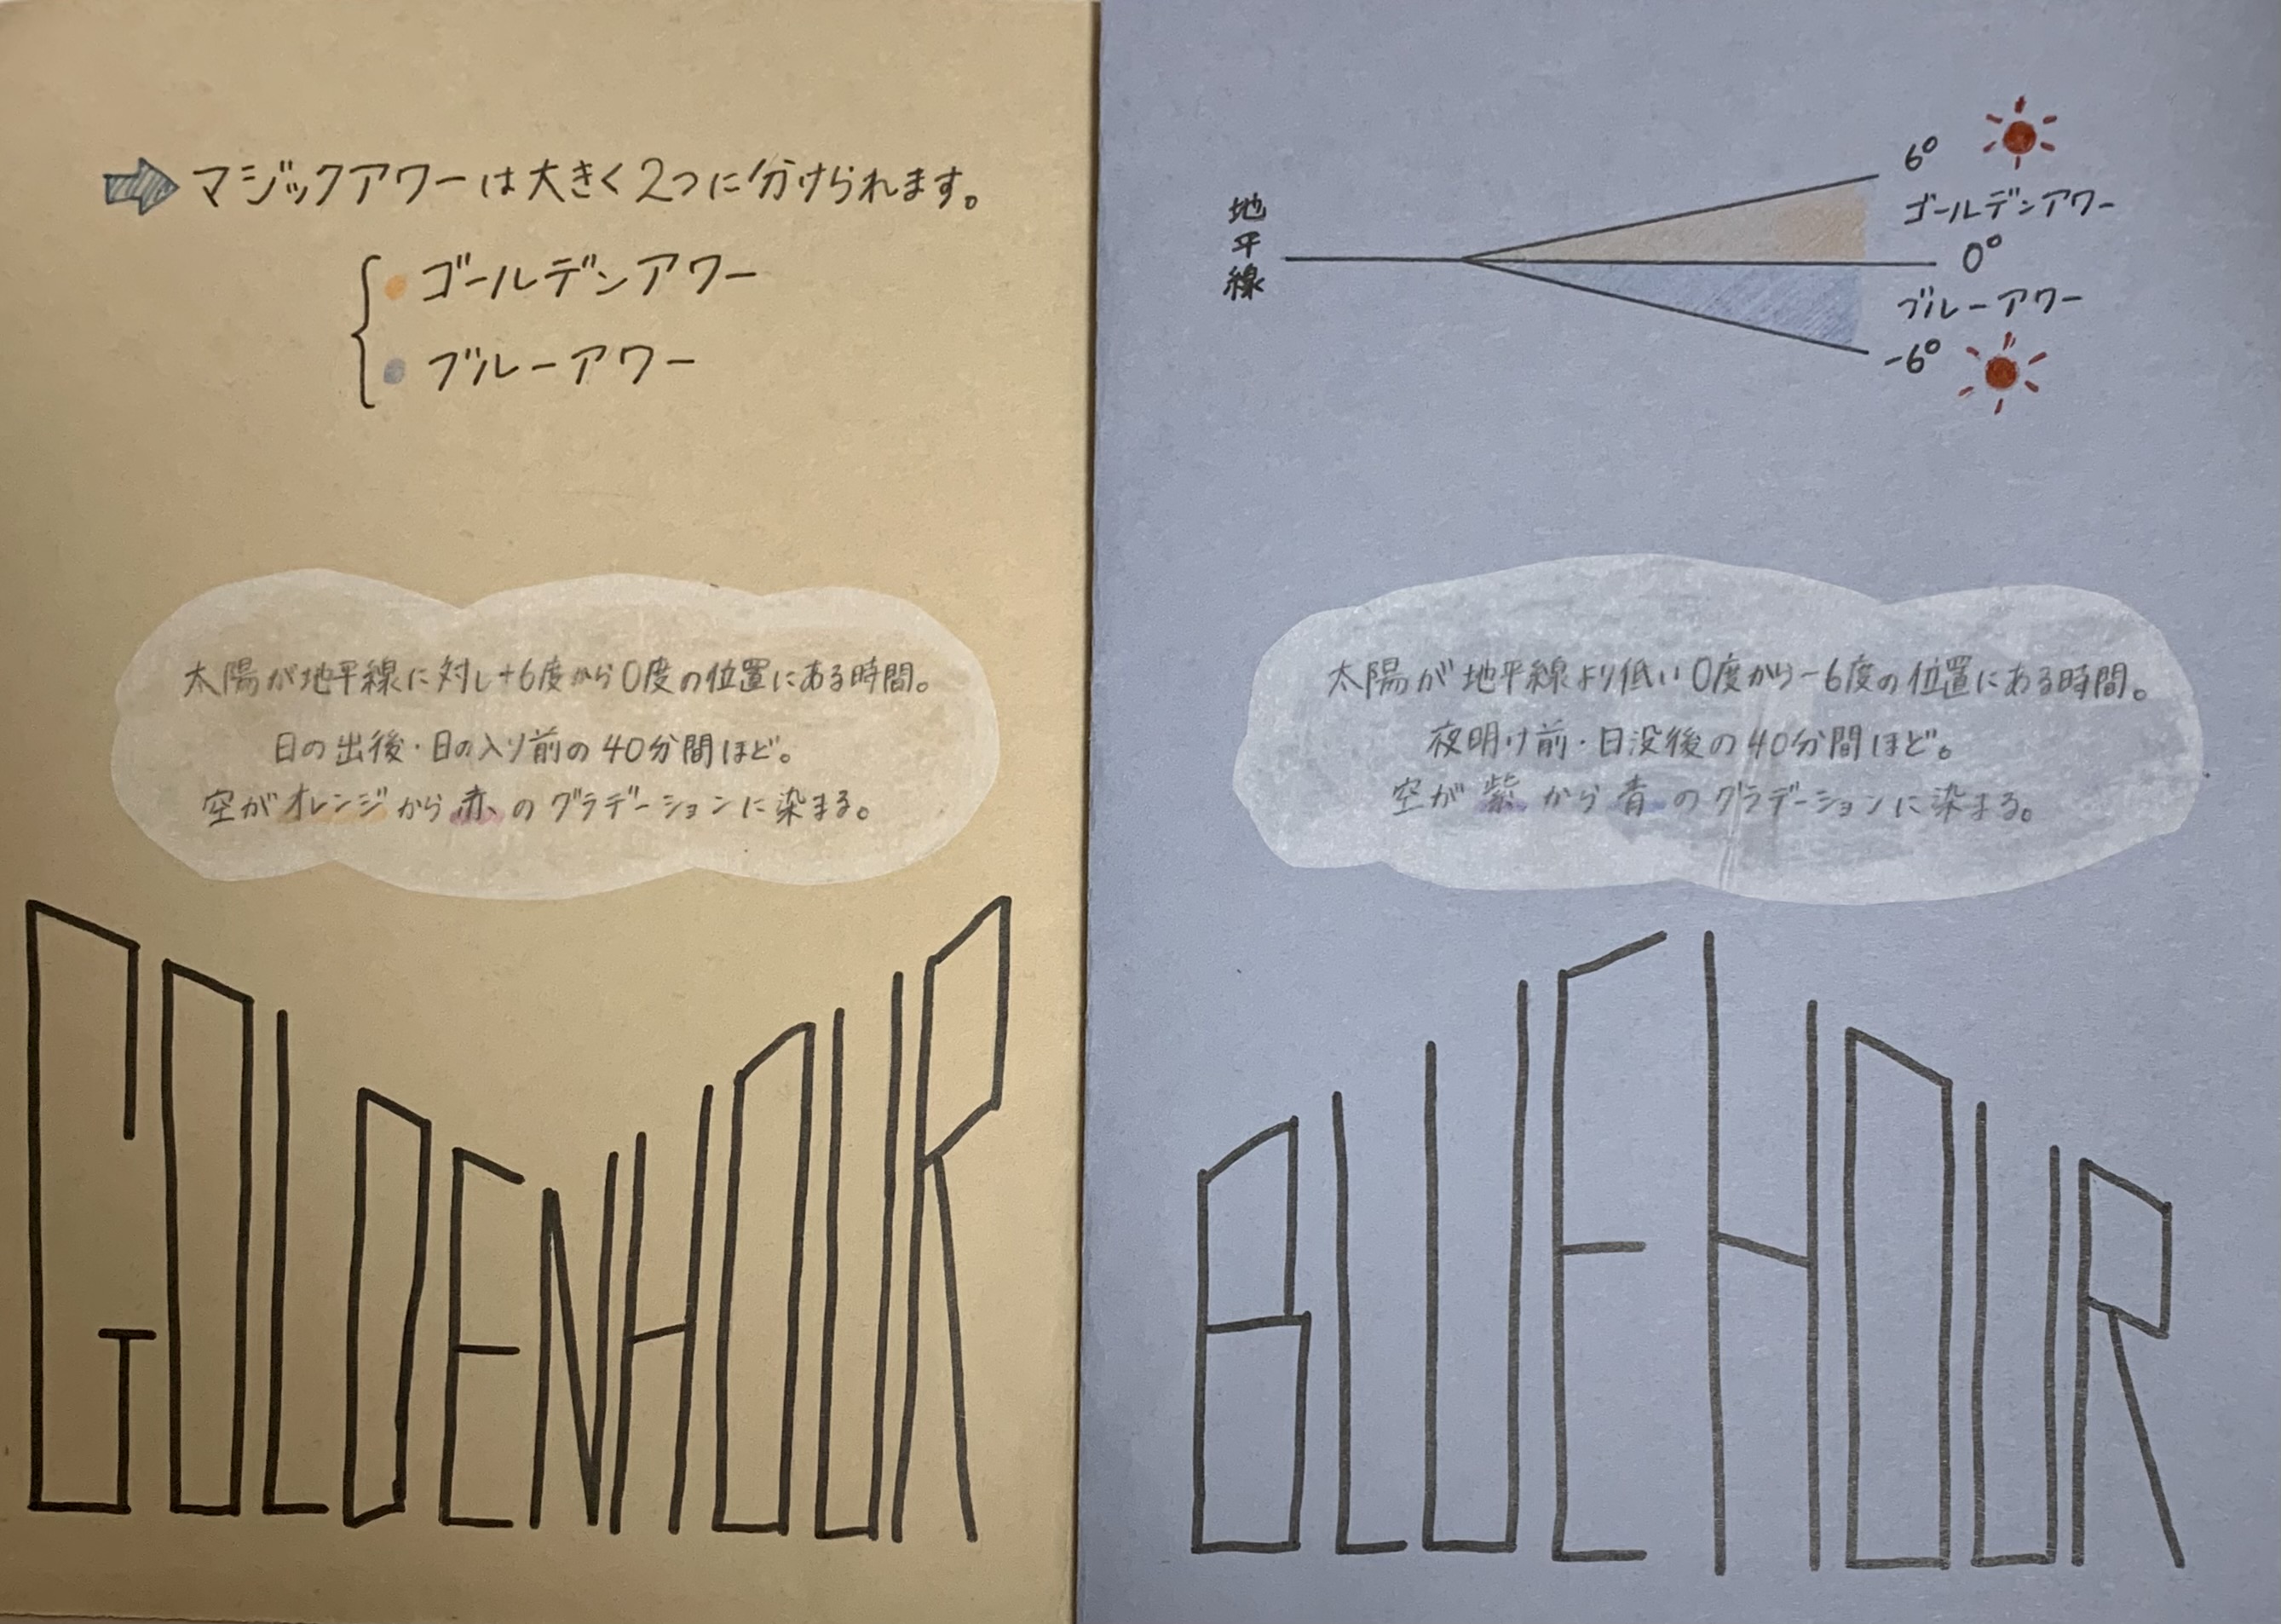 マジックアワーは大きく2つに分けられます。
ゴールデンアワー
ブルーアワー
太陽が地平線に対し+6度から0度の位置にある時間。
日の出後・日の入り前の40分間ほど。
空がオレンジから赤のグラデーションに染まる。
GOLDENHOUR
地平線
6°
ゴールデンアワー
0°
ブルーアワー
-6°
太陽が地平線より低い0度から-6度の位置にある時間。
夜明け前・日没後の40分間ほど。
空が紫から青のグラデーションに染まる。
BLUEHOUR